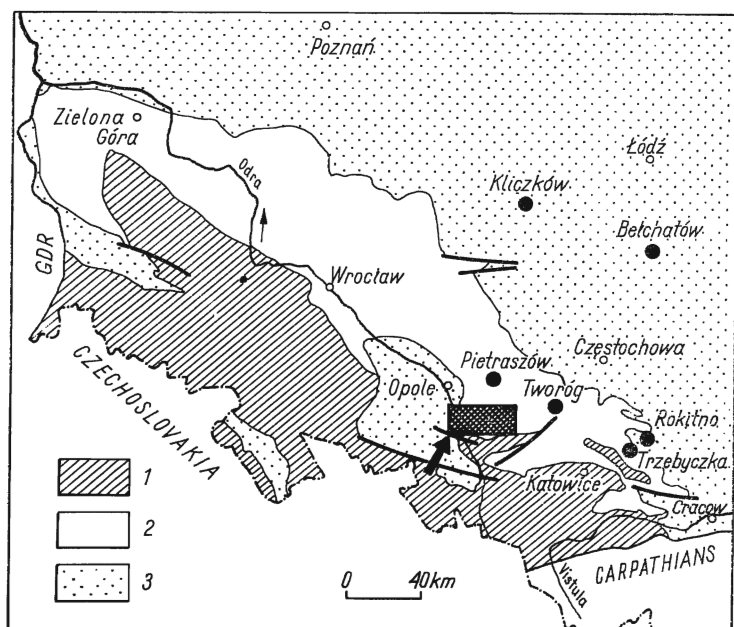 Poznań
Zielona
Góra
Odra
Łódź
Kliczków
Bełchatów
GDR
Wrocław
Częstochowa
Pietraszów
Opole
Tworóg
CZECHOSLOVAKIA
Rokitno
Trzebyczka
Katowice
Cracow
1
2
3
0 40km
CARPATHIANS
Vistula